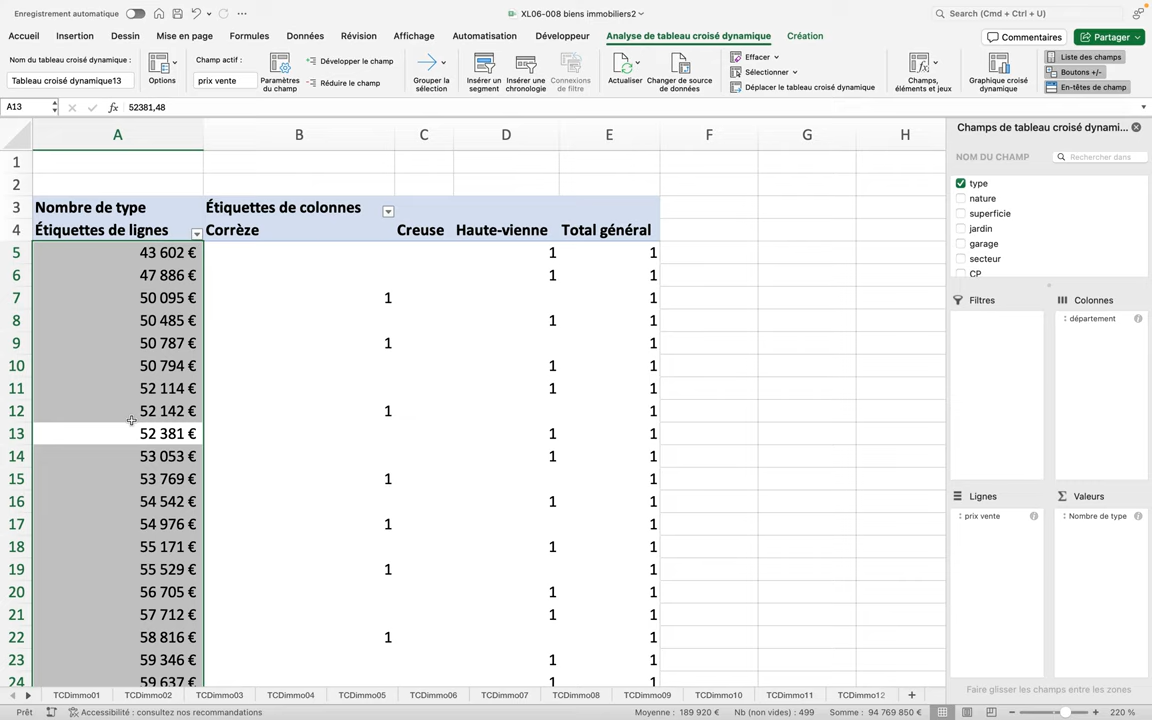 Enregistrement automatique
XL06-008 biens immobiliers2
Search (Cmd + Ctrl + U)
Accueil Insertion Dessin Mise en page Formules Données Révision Affichage Automatisation Développeur Analyse de tableau croisé dynamique Création
Commentaires
Partager
Nom du tableau croisé dynamique :
Tableau croisé dynamique13
Options
Champ actif :
prix vente
Paramètres du champ
Développer le champ
Réduire le champ
Grouper la sélection
Insérer un segment
Insérer une chronologie
Connexions de filtre
Actualiser
Changer de source de données
Effacer
Sélectionner
Déplacer le tableau croisé dynamique
Champs, éléments et jeux
Graphique croisé dynamique
Liste des champs
Boutons +/-
En-têtes de champ
A13 fx 52381,48
A B C D E F G H
1
2
3 Nombre de type Étiquettes de colonnes
4 Étiquettes de lignes Corrèze Creuse Haute-vienne Total général
5 43 602 € 1 1
6 47 886 € 1 1
7 50 095 € 1 1
8 50 485 € 1 1
9 50 787 € 1 1
10 50 794 € 1 1
11 52 114 € 1 1
12 52 142 € 1 1
13 52 381 € 1 1
14 53 053 € 1 1
15 53 769 € 1 1
16 54 542 € 1 1
17 54 976 € 1 1
18 55 171 € 1 1
19 55 529 € 1 1
20 56 705 € 1 1
21 57 712 € 1 1
22 58 816 € 1 1
23 59 346 € 1 1
24 59 637 € 1 1
Champs de tableau croisé dynami...
NOM DU CHAMP
Rechercher dans
type
nature
superficie
jardin
garage
secteur
CP
Filtres
Colonnes
département
Lignes
Valeurs
prix vente
Nombre de type
Faire glisser les champs entre les zones
TCDimmo01 TCDimmo02 TCDimmo03 TCDimmo04 TCDimmo05 TCDimmo06 TCDimmo07 TCDimmo08 TCDimmo09 TCDimmo10 TCDimmo11 TCDimmo12 +
Prêt Accessibilité : consultez nos recommandations Moyenne : 189 920 € Nb (non vides) : 499 Somme : 94 769 850 € 220 %